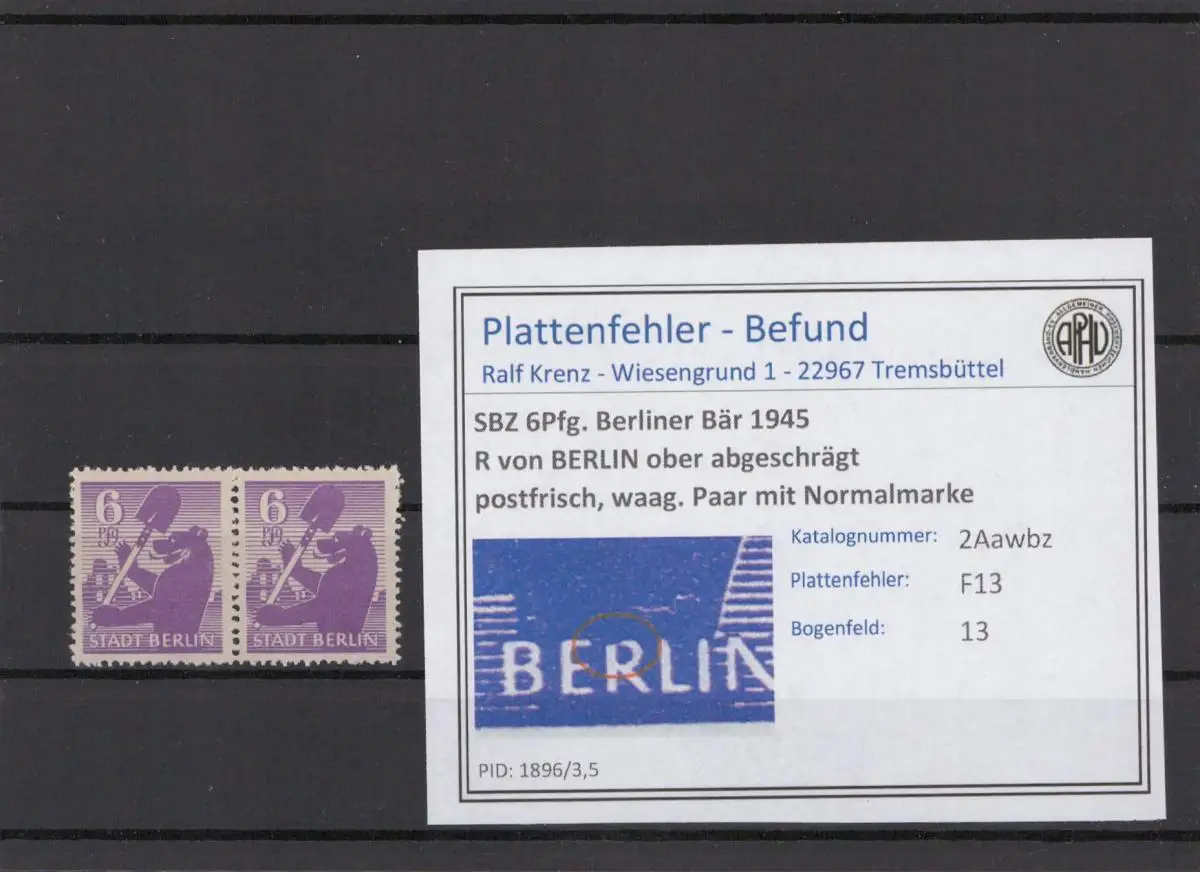 6
Pfg
STADT BERLIN
6
Pfg
STADT BERLIN
Plattenfehler - Befund
Ralf Krenz - Wiesengrund 1 - 22967 Tremsbüttel
APHV
SBZ 6Pfg. Berliner Bär 1945
R von BERLIN ober abgeschrägt
postfrisch, waag. Paar mit Normalmarke
Katalognummer: 2Aawbz
Plattenfehler: F13
Bogenfeld: 13
BERLIN
PID: 1896/3,5